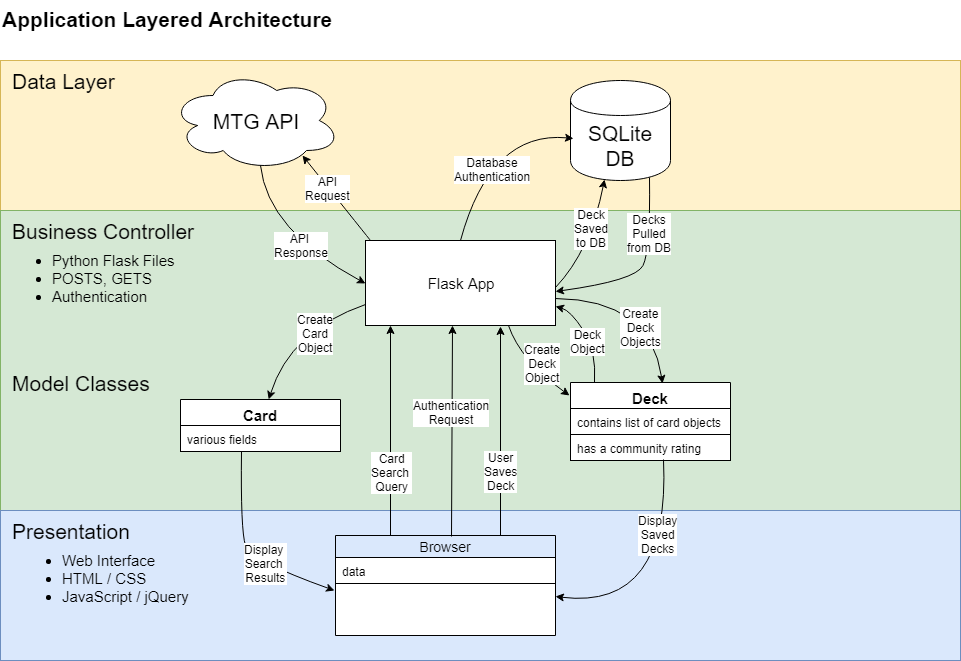 Application Layered Architecture
Data Layer
MTG API
SQLite
DB
Database
Authentication
API
Request
Deck
Saved
to DB
Decks
Pulled
from DB
API
Response
Business Controller
Python Flask Files
POSTS, GETS
Authentication
Flask App
Create
Card
Object
Create
Deck
Object
Deck
Object
Create
Deck
Objects
Model Classes
Card
various fields
Deck
contains list of card objects
has a community rating
Authentication
Request
Card
Search
Query
User
Saves
Deck
Presentation
Web Interface
HTML / CSS
JavaScript / jQuery
Display
Search
Results
Display
Saved
Decks
Browser
data